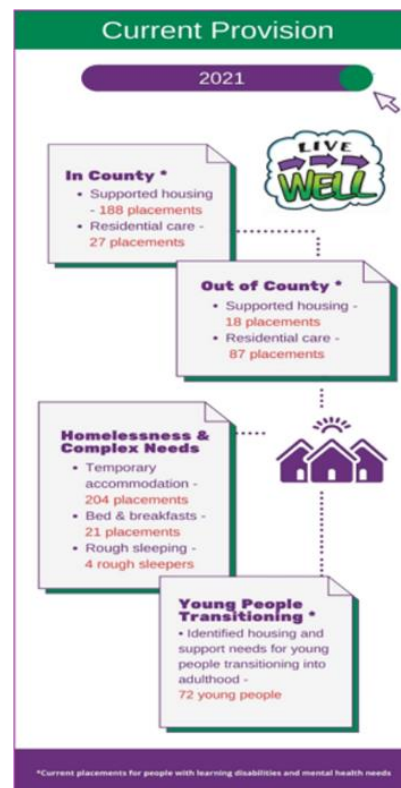 Current Provision
2021
LIVE
WELL
In County *
• Supported housing
- 188 placements
• Residential care -
27 placements
Out of County *
• Supported housing -
18 placements
• Residential care -
87 placements
Homelessness &
Complex Needs
• Temporary
accommodation -
204 placements
• Bed & breakfasts -
21 placements
• Rough sleeping -
4 rough sleepers
Young People
Transitioning *
• Identified housing and
support needs for young
people transitioning into
adulthood -
72 young people
*Current placements for people with learning disabilities and mental health needs